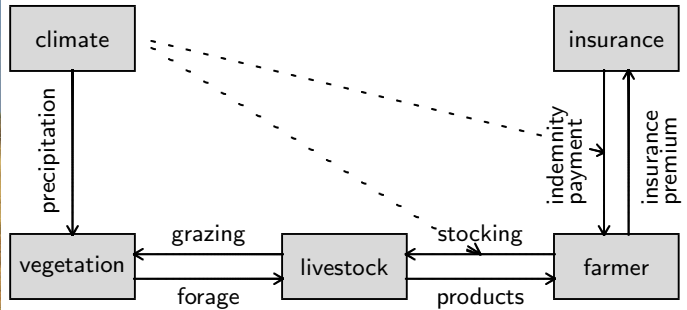 climate
insurance
precipitation
indemnity
payment
insurance
premium
grazing
stocking
vegetation
livestock
farmer
forage
products